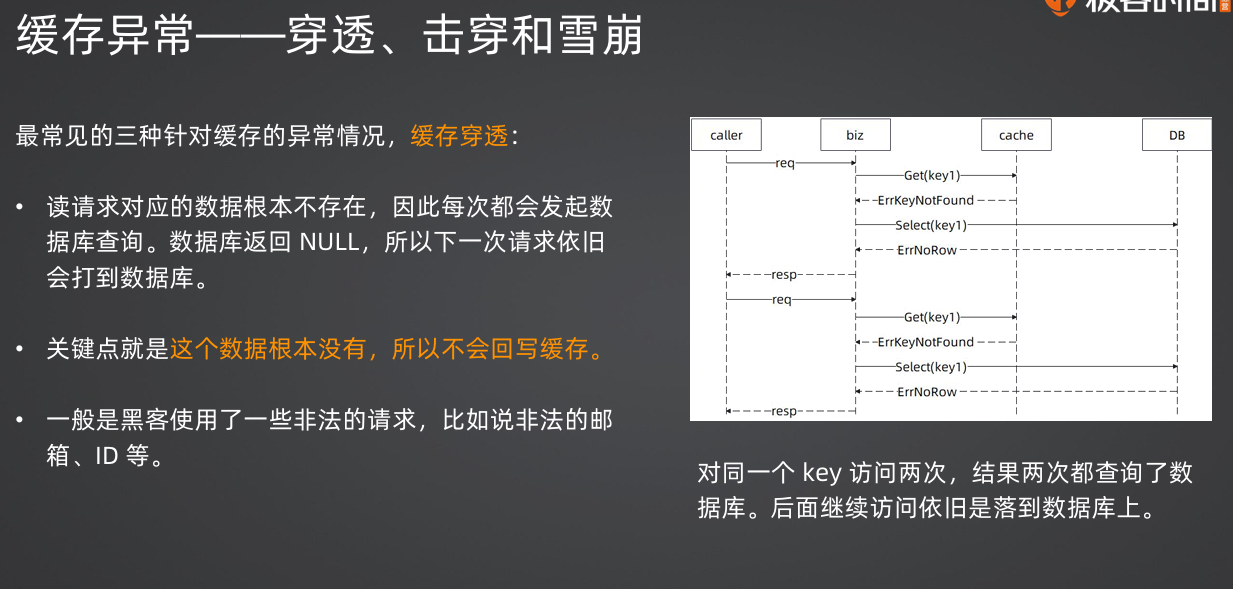 缓存异常——穿透、击穿和雪崩
最常见的三种针对缓存的异常情况，缓存穿透：
• 读请求对应的数据根本不存在，因此每次都会发起数
据库查询。数据库返回 NULL，所以下一次请求依旧
会打到数据库。
• 关键点就是这个数据根本没有，所以不会回写缓存。
• 一般是黑客使用了一些非法的请求，比如说非法的邮
箱、ID 等。
caller
biz
cache
DB
req
Get(key1)
ErrKeyNotFound
Select(key1)
ErrNoRow
resp
req
Get(key1)
ErrKeyNotFound
Select(key1)
ErrNoRow
resp
对同一个 key 访问两次，结果两次都查询了数
据库。后面继续访问依旧是落到数据库上。